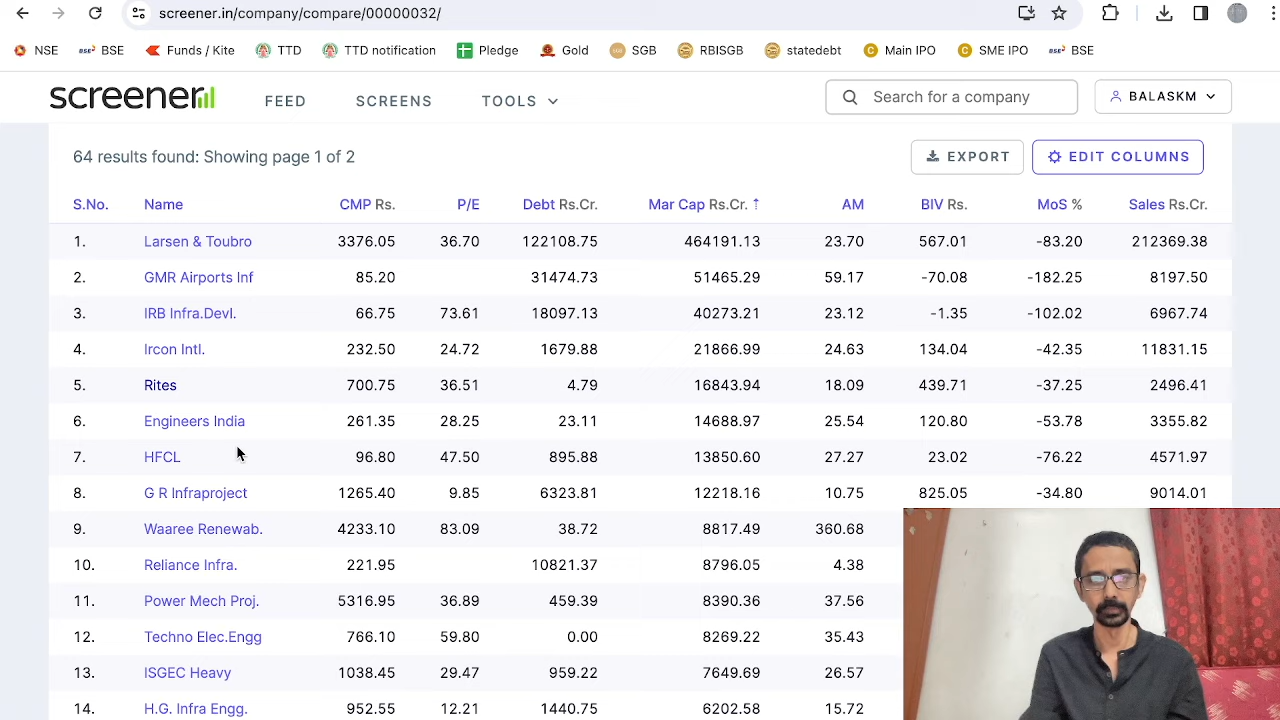 screener.in/company/compare/00000032/
NSE BSE Funds / Kite TTD TTD notification Pledge Gold SGB RBISGB statedebt Main IPO SME IPO BSE
screener FEED SCREENS TOOLS Search for a company BALASKM
64 results found: Showing page 1 of 2 EXPORT EDIT COLUMNS
S.No. Name CMP Rs. P/E Debt Rs.Cr. Mar Cap Rs.Cr. ↑ AM BIV Rs. MoS % Sales Rs.Cr.
1. Larsen & Toubro 3376.05 36.70 122108.75 464191.13 23.70 567.01 -83.20 212369.38
2. GMR Airports Inf 85.20 31474.73 51465.29 59.17 -70.08 -182.25 8197.50
3. IRB Infra.Devl. 66.75 73.61 18097.13 40273.21 23.12 -1.35 -102.02 6967.74
4. Ircon Intl. 232.50 24.72 1679.88 21866.99 24.63 134.04 -42.35 11831.15
5. Rites 700.75 36.51 4.79 16843.94 18.09 439.71 -37.25 2496.41
6. Engineers India 261.35 28.25 23.11 14688.97 25.54 120.80 -53.78 3355.82
7. HFCL 96.80 47.50 895.88 13850.60 27.27 23.02 -76.22 4571.97
8. G R Infraproject 1265.40 9.85 6323.81 12218.16 10.75 825.05 -34.80 9014.01
9. Waaree Renewab. 4233.10 83.09 38.72 8817.49 360.68
10. Reliance Infra. 221.95 10821.37 8796.05 4.38
11. Power Mech Proj. 5316.95 36.89 459.39 8390.36 37.56
12. Techno Elec.Engg 766.10 59.80 0.00 8269.22 35.43
13. ISGEC Heavy 1038.45 29.47 959.22 7649.69 26.57
14. H.G. Infra Engg. 952.55 12.21 1440.75 6202.58 15.72